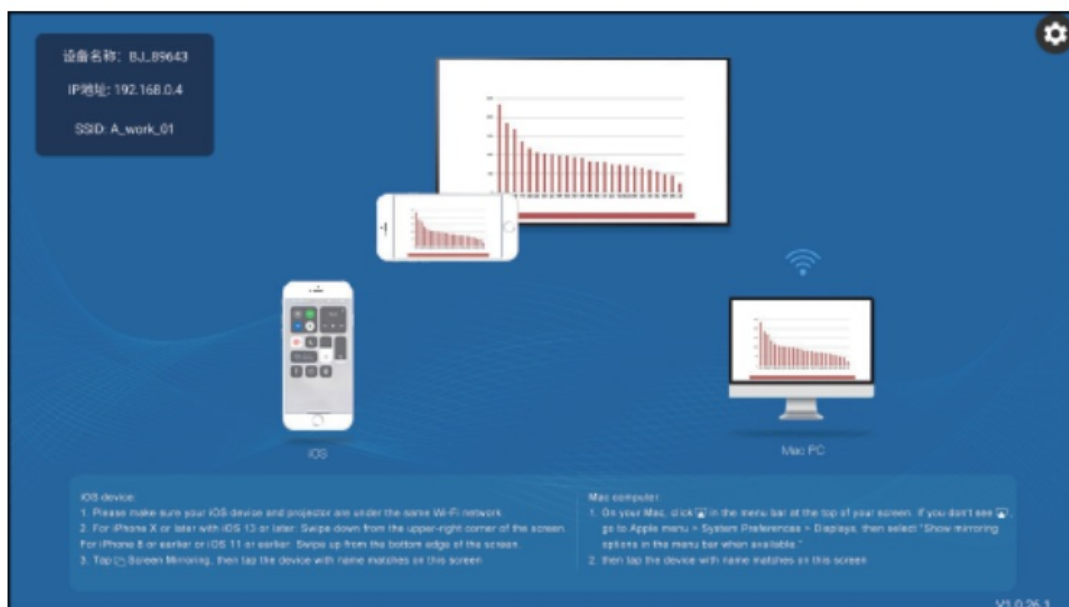 设备名称：BJ_89643
IP地址: 192.168.0.4
SSID: A_work_01
iOS
Mac PC
iOS device:
1. Please make sure your iOS device and projector are under the same Wi-Fi network.
2. For iPhone X or later with iOS 13 or later: Swipe down from the upper-right corner of the screen.
For iPhone 8 or earlier or iOS 11 or earlier: Swipe up from the bottom edge of the screen.
3. Tap Screen Mirroring, then tap the device with name matches on this screen
Mac computer:
1. On your Mac, click in the menu bar at the top of your screen. If you don't see ,
go to Apple menu > System Preferences > Displays, then select "Show mirroring
options in the menu bar when available."
2. then tap the device with name matches on this screen
V1.0.26.1